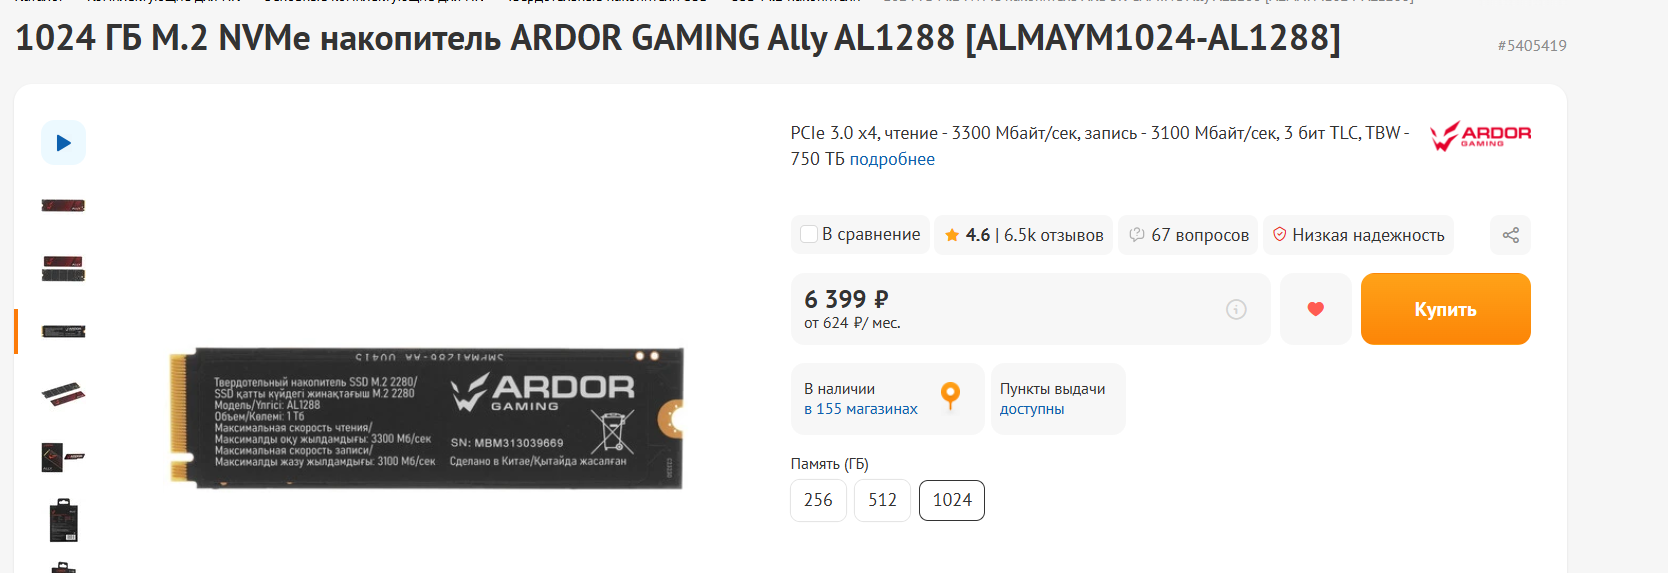 1024 ГБ M.2 NVMe накопитель ARDOR GAMING Ally AL1288 [ALMAYM1024-AL1288]
#5405419
PCIe 3.0 x4, чтение - 3300 Мбайт/сек, запись - 3100 Мбайт/сек, 3 бит TLC, TBW -
750 ТБ подробнее
ARDOR
GAMING
В сравнение
4.6 | 6.5k отзывов
67 вопросов
Низкая надежность
6 399 ₽
от 624 ₽/ мес.
Купить
В наличии
в 155 магазинах
Пункты выдачи
доступны
Память (ГБ)
256
512
1024
Твердотельный накопитель SSD M.2 2280/
SSD қатты күйдегі жинақтағыш M.2 2280
Модель/Үлгісі: AL1288
Объем/Көлемі: 1 Тб
Максимальная скорость чтения/
Максималды оқу жылдамдығы: 3300 Мб/сек
Максимальная скорость записи/
Максималды жазу жылдамдығы: 3100 Мб/сек
ARDOR
GAMING
SN: MBM313039669
Сделано в Китае/Қытайда жасалған